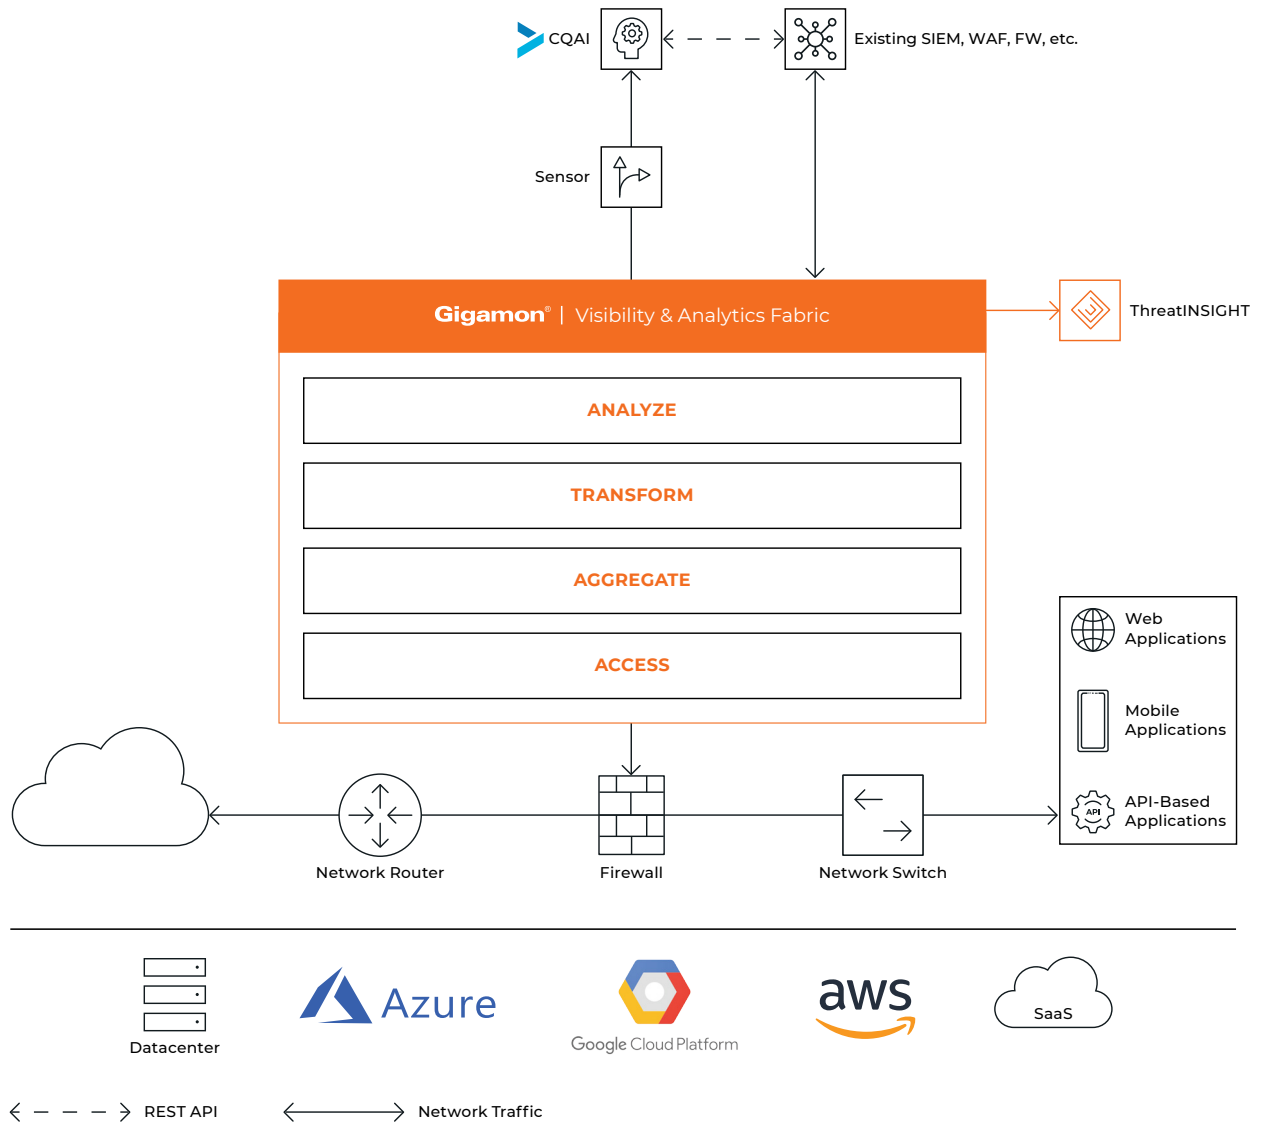 CQAI
Existing SIEM, WAF, FW, etc.
Sensor
Gigamon® | Visibility & Analytics Fabric
ThreatINSIGHT
ANALYZE
TRANSFORM
AGGREGATE
ACCESS
Web
Applications
Mobile
Applications
API
API-Based
Applications
Network Router
Firewall
Network Switch
Datacenter
Azure
Google Cloud Platform
aws
SaaS
REST API
Network Traffic